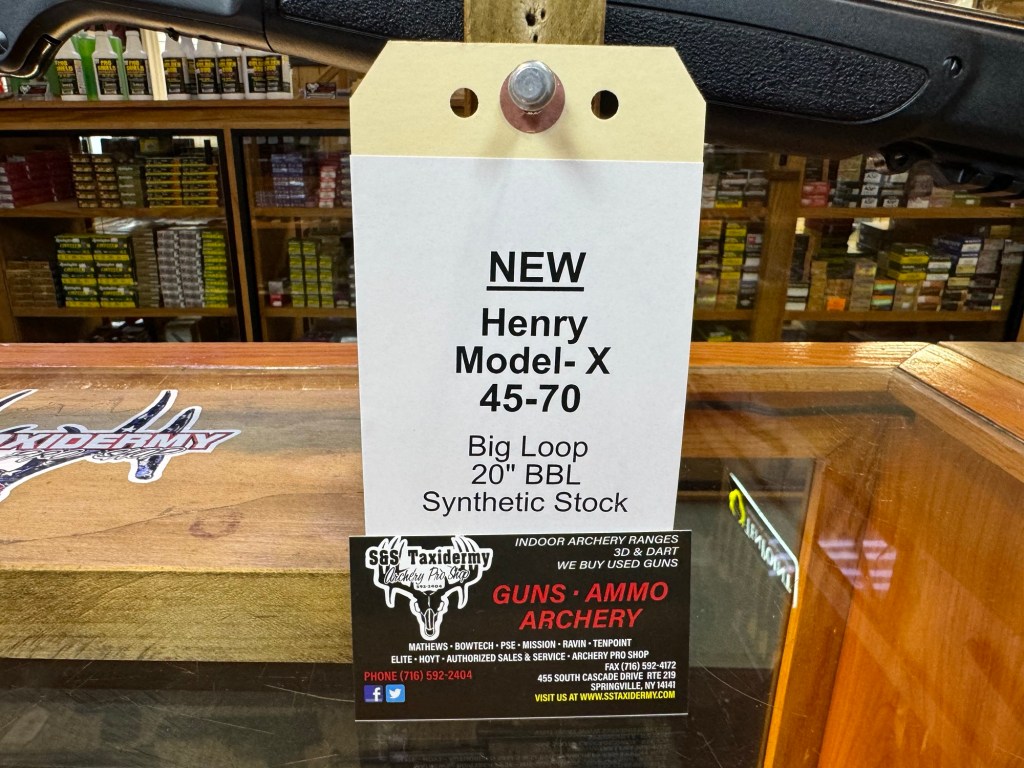 NEW
Henry
Model- X
45-70
Big Loop
20" BBL
Synthetic Stock
TAXIDERMY
S&S Taxidermy
Archery Pro Shop
592-2404
INDOOR ARCHERY RANGES
3D & DART
WE BUY USED GUNS
GUNS · AMMO
ARCHERY
MATHEWS · BOWTECH · PSE · MISSION · RAVIN · TENPOINT
ELITE · HOYT · AUTHORIZED SALES & SERVICE · ARCHERY PRO SHOP
PHONE (716) 592-2404
FAX (716) 592-4172
455 SOUTH CASCADE DRIVE RTE 219
SPRINGVILLE, NY 14141
VISIT US AT WWW.SSTAXIDERMY.COM